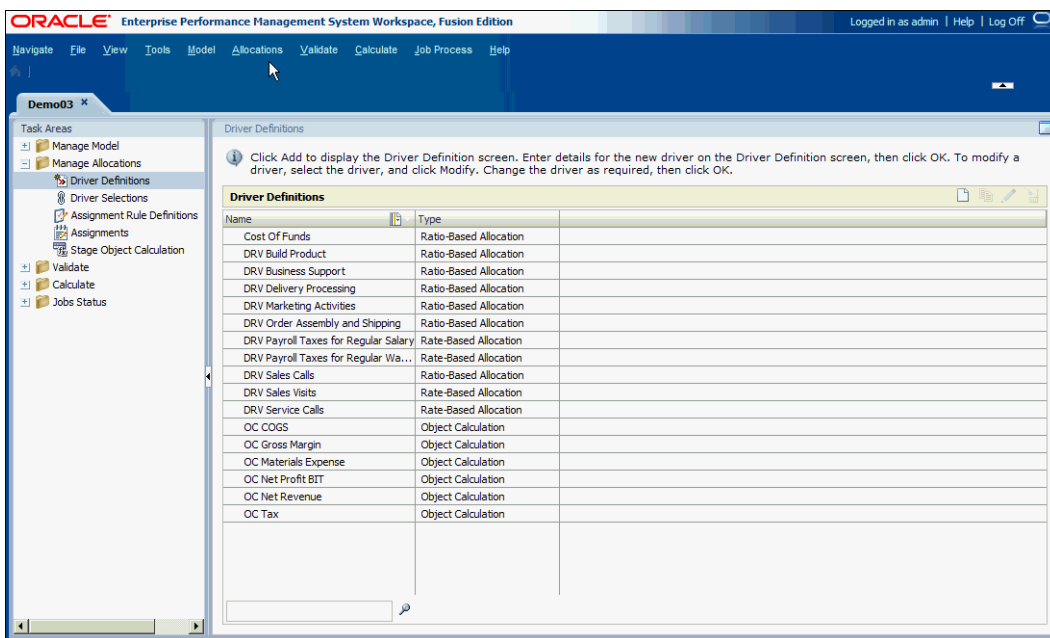 ORACLE® Enterprise Performance Management System Workspace, Fusion Edition
Logged in as admin | Help | Log Off
Navigate File View Tools Model Allocations Validate Calculate Job Process Help
Demo03
Task Areas
Manage Model
Manage Allocations
Driver Definitions
Driver Selections
Assignment Rule Definitions
Assignments
Stage Object Calculation
Validate
Calculate
Jobs Status
Driver Definitions
Click Add to display the Driver Definition screen. Enter details for the new driver on the Driver Definition screen, then click OK. To modify a
driver, select the driver, and click Modify. Change the driver as required, then click OK.
Driver Definitions
Name Type
Cost Of Funds Ratio-Based Allocation
DRV Build Product Ratio-Based Allocation
DRV Business Support Ratio-Based Allocation
DRV Delivery Processing Ratio-Based Allocation
DRV Marketing Activities Ratio-Based Allocation
DRV Order Assembly and Shipping Ratio-Based Allocation
DRV Payroll Taxes for Regular Salary Rate-Based Allocation
DRV Payroll Taxes for Regular Wa... Rate-Based Allocation
DRV Sales Calls Ratio-Based Allocation
DRV Sales Visits Rate-Based Allocation
DRV Service Calls Rate-Based Allocation
OC COGS Object Calculation
OC Gross Margin Object Calculation
OC Materials Expense Object Calculation
OC Net Profit BIT Object Calculation
OC Net Revenue Object Calculation
OC Tax Object Calculation